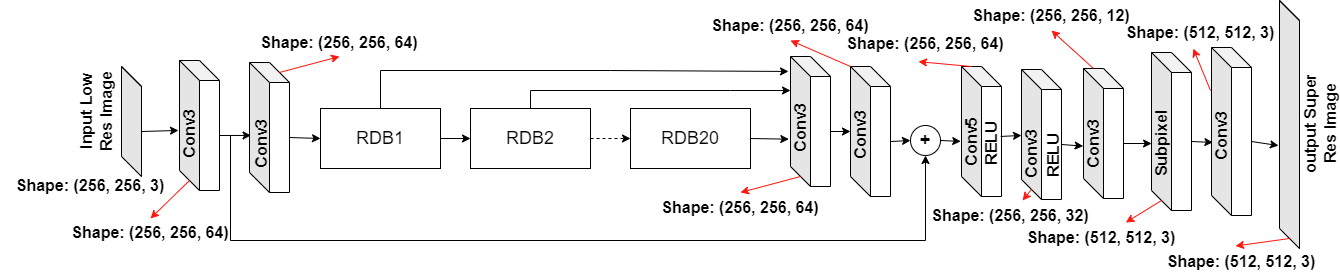 Input Low
Res Image
Shape: (256, 256, 3)
Conv3
Shape: (256, 256, 64)
Conv3
Shape: (256, 256, 64)
RDB1
RDB2
RDB20
Conv3
Shape: (256, 256, 64)
Conv3
Shape: (256, 256, 64)
+
Conv5
RELU
Shape: (256, 256, 64)
Conv3
RELU
Shape: (256, 256, 32)
Conv3
Shape: (256, 256, 12)
Subpixel
Shape: (512, 512, 3)
Conv3
Shape: (512, 512, 3)
output Super
Res Image
Shape: (512, 512, 3)